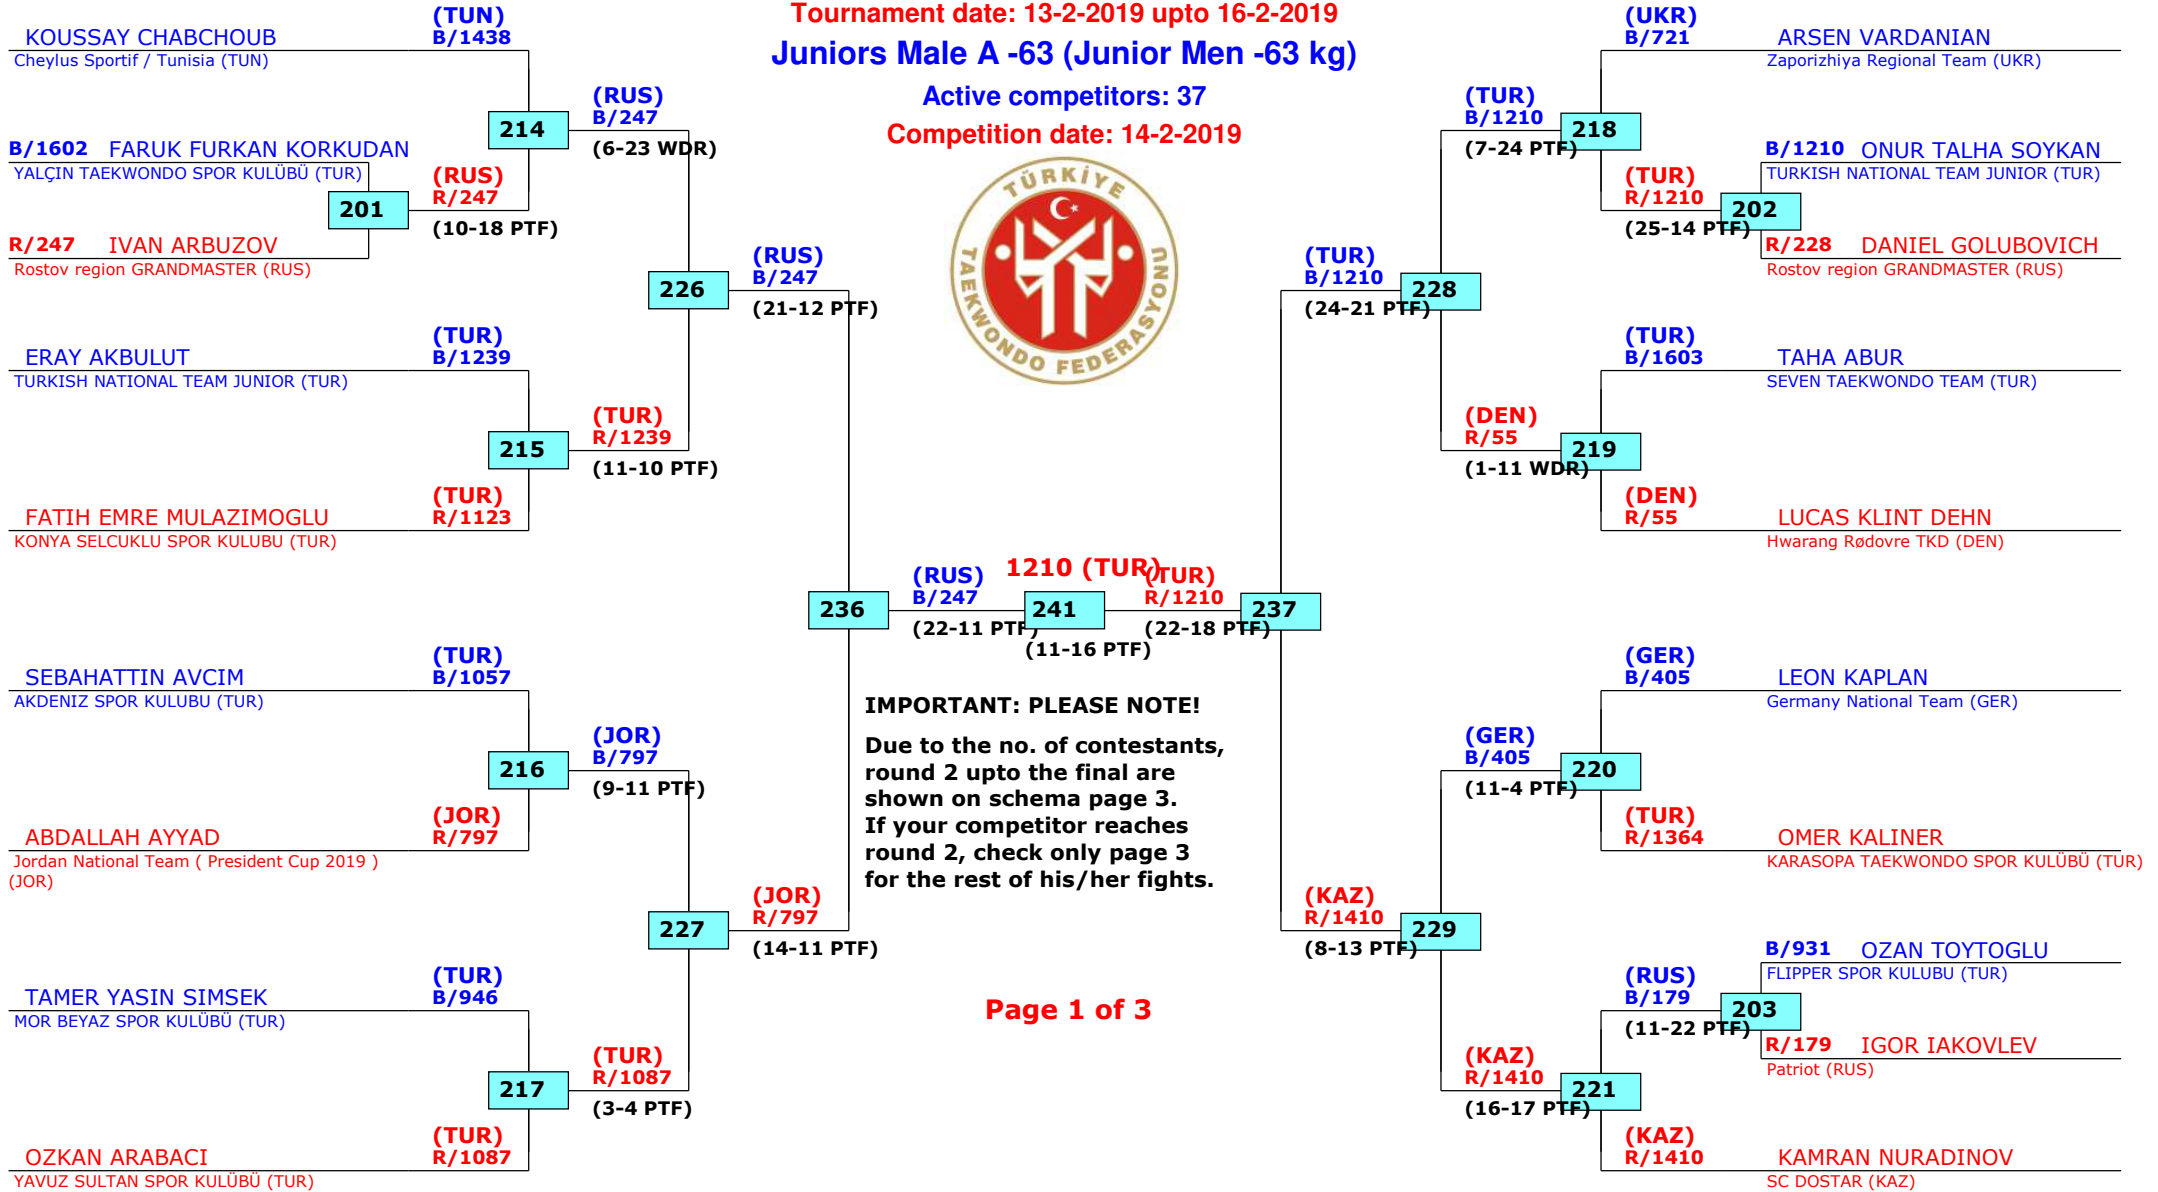 Tournament date: 13-2-2019 upto 16-2-2019
Juniors Male A -63 (Junior Men -63 kg)
Active competitors: 37
Competition date: 14-2-2019
TÜRKİYE
TAEKWONDO FEDERASYONU
(TUN)
KOUSSAY CHABCHOUB B/1438
Cheylus Sportif / Tunisia (TUN)
214
(RUS)
B/247
(6-23 WDR)
B/1602 FARUK FURKAN KORKUDAN
YALÇIN TAEKWONDO SPOR KULÜBÜ (TUR)
201
(RUS)
R/247
(10-18 PTF)
R/247 IVAN ARBUZOV
Rostov region GRANDMASTER (RUS)
226
(RUS)
B/247
(21-12 PTF)
(TUR)
ERAY AKBULUT B/1239
TURKISH NATIONAL TEAM JUNIOR (TUR)
215
(TUR)
R/1239
(11-10 PTF)
(TUR)
FATIH EMRE MULAZIMOGLU R/1123
KONYA SELCUKLU SPOR KULUBU (TUR)
236
(RUS)
B/247
(22-11 PTF)
1210 (TUR)
241
(11-16 PTF)
(TUR)
R/1210
(22-18 PTF)
237
(TUR)
SEBAHATTIN AVCIM B/1057
AKDENIZ SPOR KULUBU (TUR)
216
(JOR)
B/797
(9-11 PTF)
(JOR)
ABDALLAH AYYAD R/797
Jordan National Team ( President Cup 2019 )
(JOR)
227
(JOR)
R/797
(14-11 PTF)
(TUR)
TAMER YASIN SIMSEK B/946
MOR BEYAZ SPOR KULÜBÜ (TUR)
217
(TUR)
R/1087
(3-4 PTF)
(TUR)
OZKAN ARABACI R/1087
YAVUZ SULTAN SPOR KULÜBÜ (TUR)
IMPORTANT: PLEASE NOTE!
Due to the no. of contestants,
round 2 upto the final are
shown on schema page 3.
If your competitor reaches
round 2, check only page 3
for the rest of his/her fights.
Page 1 of 3
(UKR)
B/721 ARSEN VARDANIAN
Zaporizhiya Regional Team (UKR)
(TUR)
B/1210
(7-24 PTF)
218
B/1210 ONUR TALHA SOYKAN
TURKISH NATIONAL TEAM JUNIOR (TUR)
(TUR)
R/1210
(25-14 PTF)
202
R/228 DANIEL GOLUBOVICH
Rostov region GRANDMASTER (RUS)
(TUR)
B/1210
(24-21 PTF)
228
(TUR)
B/1603 TAHA ABUR
SEVEN TAEKWONDO TEAM (TUR)
(DEN)
R/55
(1-11 WDR)
219
(DEN)
R/55 LUCAS KLINT DEHN
Hwarang Rødovre TKD (DEN)
(GER)
B/405 LEON KAPLAN
Germany National Team (GER)
(GER)
B/405
(11-4 PTF)
220
(TUR)
R/1364 OMER KALINER
KARASOPA TAEKWONDO SPOR KULÜBÜ (TUR)
(KAZ)
R/1410
(8-13 PTF)
229
B/931 OZAN TOYTOGLU
FLIPPER SPOR KULUBU (TUR)
(RUS)
B/179
(11-22 PTF)
203
R/179 IGOR IAKOVLEV
Patriot (RUS)
(KAZ)
R/1410
(16-17 PTF)
221
(KAZ)
R/1410 KAMRAN NURADINOV
SC DOSTAR (KAZ)